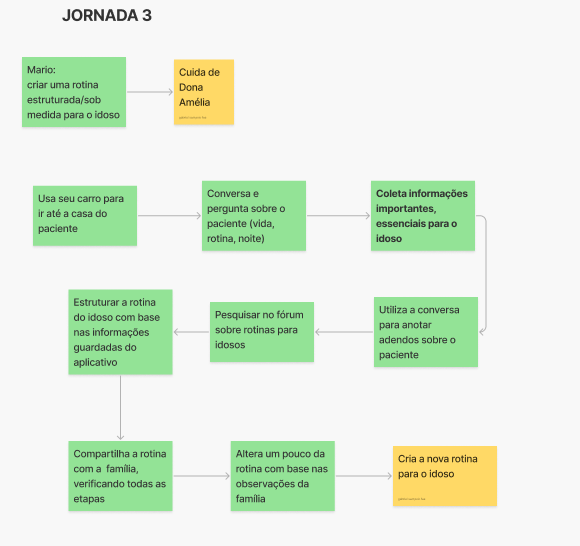 JORNADA 3
Mario:
criar uma rotina
estruturada/sob
medida para o idoso
Cuida de
Dona
Amélia
Usa seu carro para
ir até a casa do
paciente
Conversa e
pergunta sobre o
paciente (vida,
rotina, noite)
Coleta informações
importantes,
essenciais para o
idoso
Utiliza a conversa
para anotar
adendos sobre o
paciente
Pesquisar no fórum
sobre rotinas para
idosos
Estruturar a rotina
do idoso com base
nas informações
guardadas do
aplicativo
Compartilha a rotina
com a família,
verificando todas as
etapas
Altera um pouco da
rotina com base nas
observações da
família
Cria a nova rotina
para o idoso